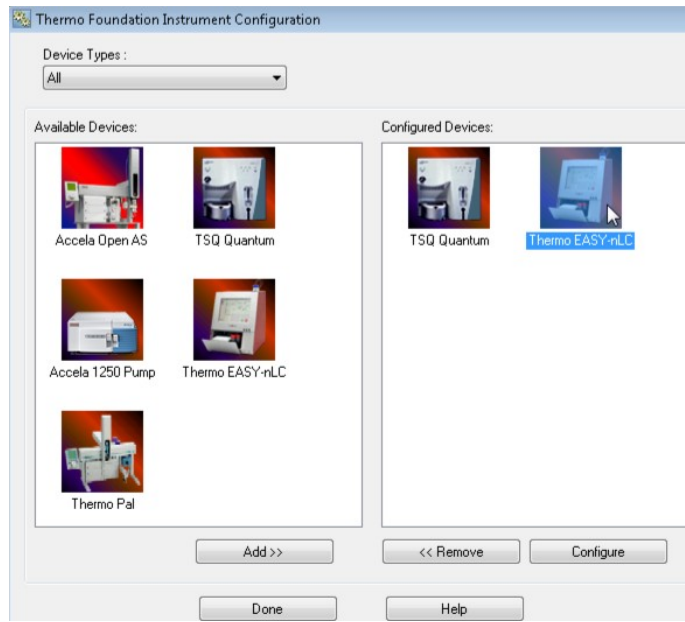 Thermo Foundation Instrument Configuration
Device Types :
All
Available Devices:
Accela Open AS
TSQ Quantum
Accela 1250 Pump
Thermo EASY-nLC
Thermo Pal
Add >>
Configured Devices:
TSQ Quantum
Thermo EASY-nLC
<< Remove
Configure
Done
Help